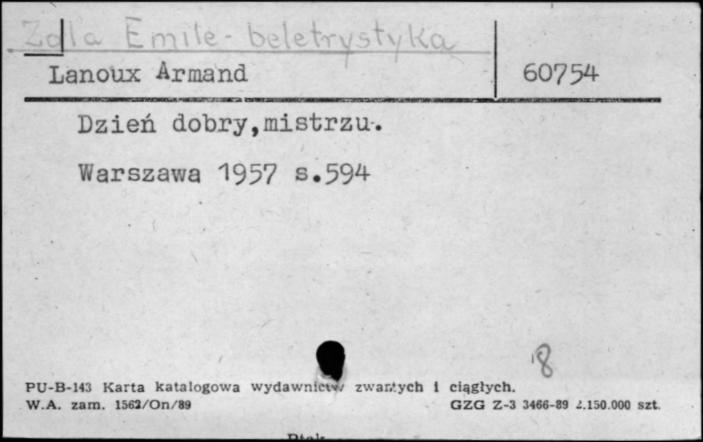 Zola Emile - beletrystyka
Lanoux Armand 60754
Dzień dobry,mistrzu.
Warszawa 1957 s.594
8
PU-B-143 Karta katalogowa wydawnictw zwartych i ciągłych.
W.A. zam. 1562/On/89 GZG Z-3 3466-89 2.150.000 szt.